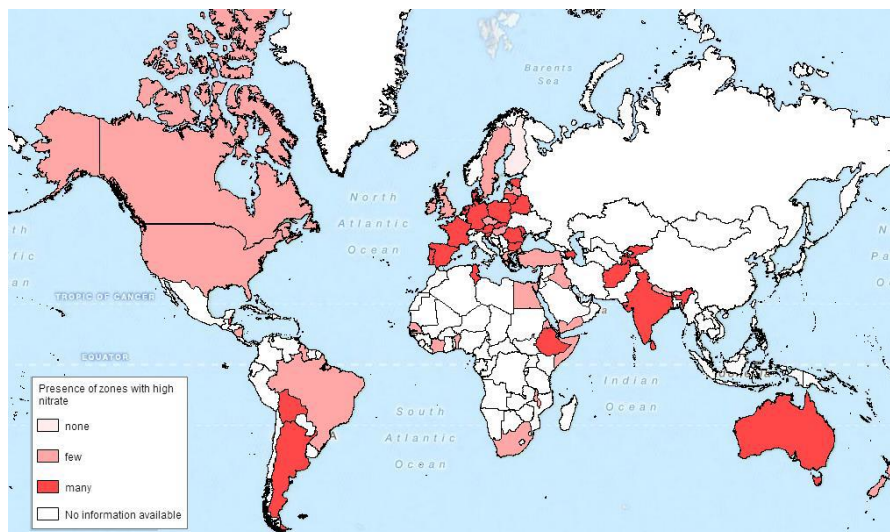 Barents
Sea
North
Atlantic
Ocean
TROPIC OF CANCER
EQUATOR
Indian
Ocean
South
Atlantic
Ocean
Presence of zones with high
nitrate
none
few
many
No information available